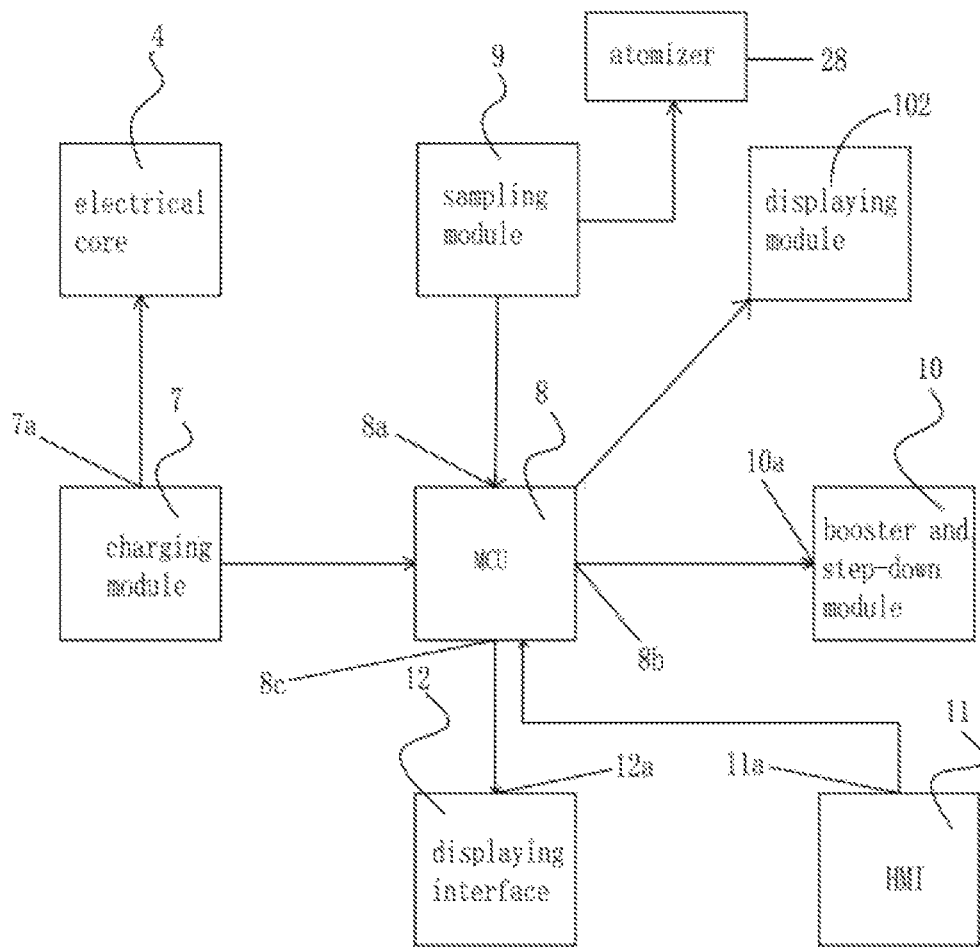 4
9
atomizer
28
102
electrical
core
sampling
module
displaying
module
7a
7
8a
8
10
10a
charging
module
MCU
booster and
step-down
module
8c
12
8b
11
12a
11a
displaying
interface
HMI